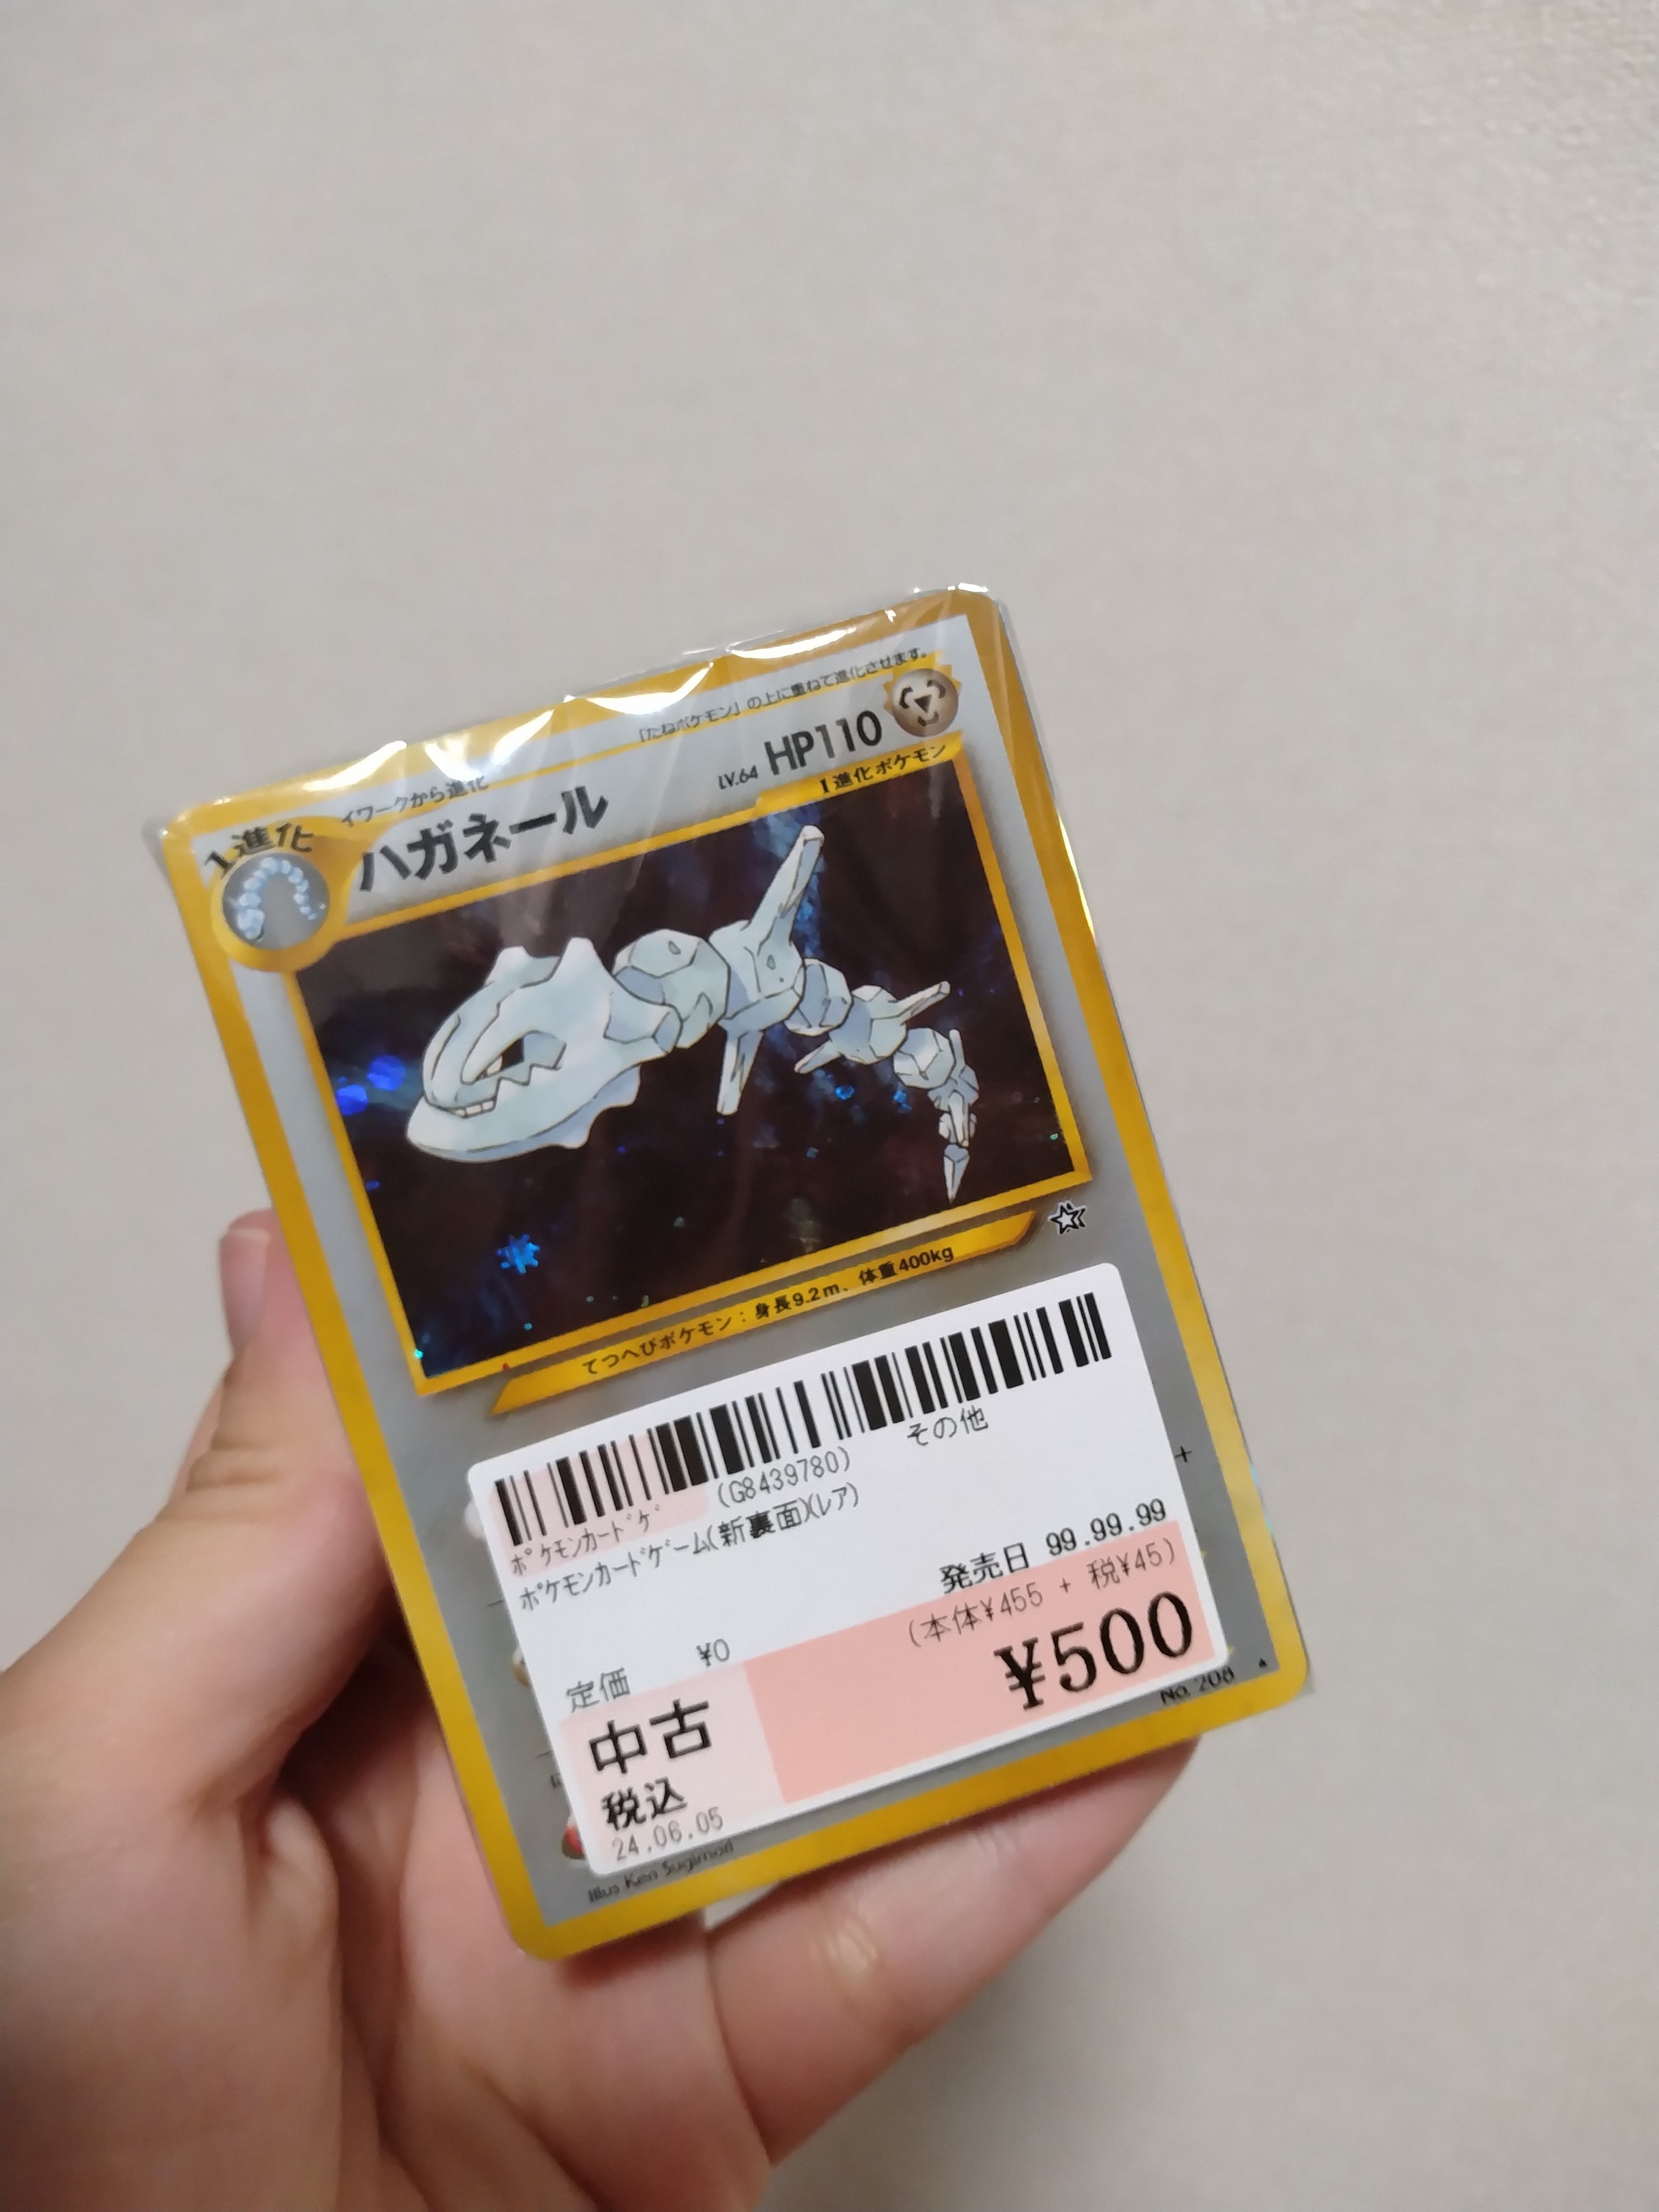 「たねポケモン」の上に重ねて進化させます。
イワークから進化
1進化
ハガネール
LV.64 HP110
1進化ポケモン
てつへびポケモン：身長9.2m、体重400kg
(G8439780) その他
ﾎﾟｹﾓﾝｶｰﾄﾞｹﾞ
ﾎﾟｹﾓﾝｶｰﾄﾞｹﾞｰﾑ(新裏面)(ﾚｱ)
発売日 99.99.99
定価 ¥0
(本体¥455 + 税¥45)
中古
¥500
税込
24.06.05
Illus. Ken Sugimori
No. 208